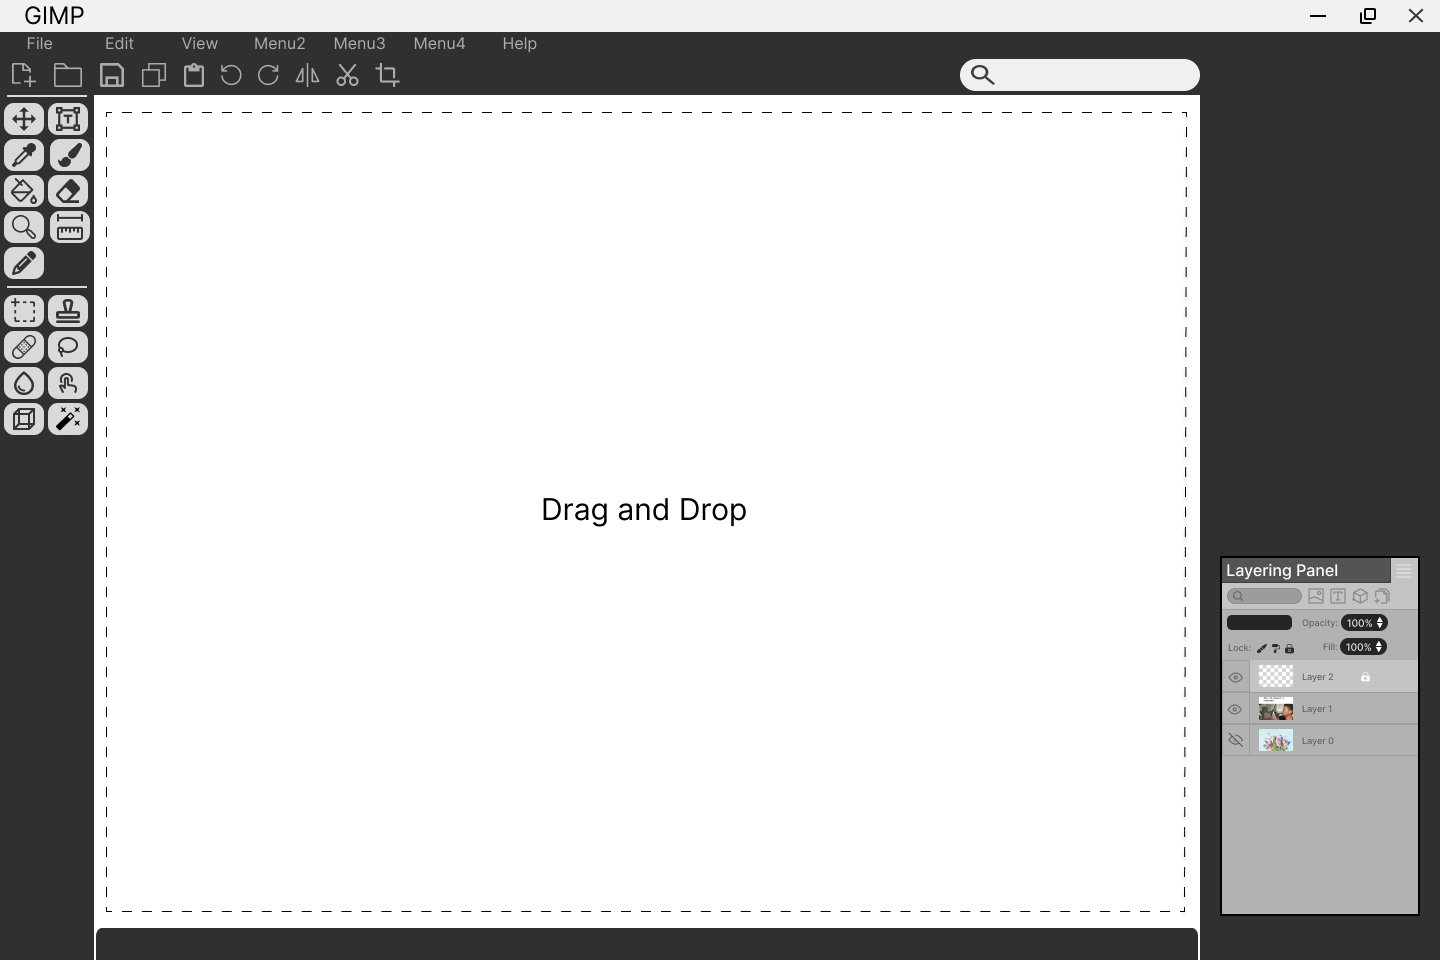 GIMP
File Edit View Menu2 Menu3 Menu4 Help
Drag and Drop
Layering Panel
Opacity: 100%
Lock: Fill: 100%
Layer 2
Layer 1
Layer 0